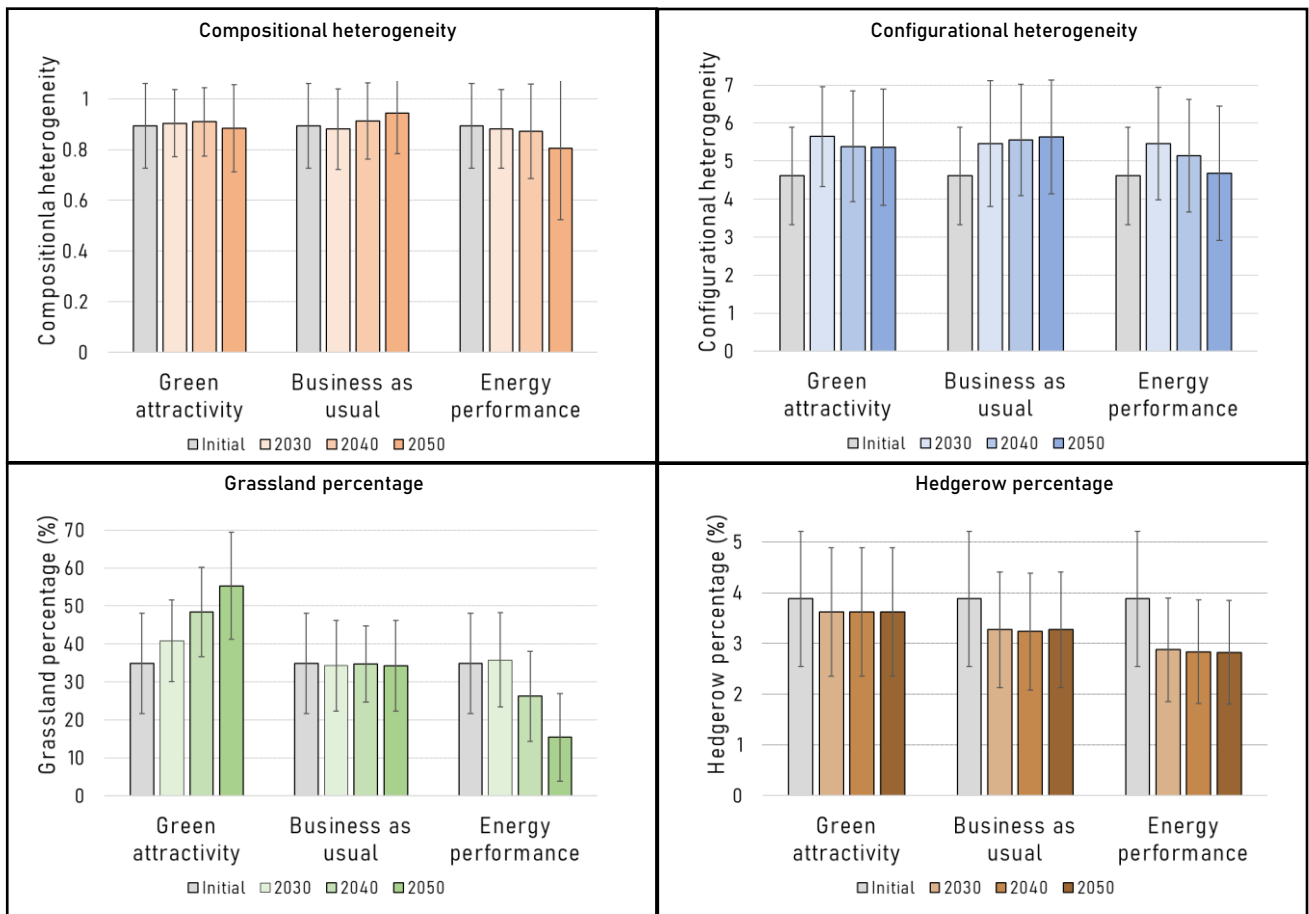 Compositional heterogeneity
Compositionla heterogeneity
1
0.8
0.6
0.4
0.2
0
Green
attractivity
Business as
usual
Energy
performance
Initial 2030 2040 2050
Configurational heterogeneity
Configurational heterogeneity
7
6
5
4
3
2
1
0
Green
attractivity
Business as
usual
Energy
performance
Initial 2030 2040 2050
Grassland percentage
Grassland percentage (%)
70
60
50
40
30
20
10
0
Green
attractivity
Business as
usual
Energy
performance
Initial 2030 2040 2050
Hedgerow percentage
Hedgerow percentage (%)
5
4
3
2
1
0
Green
attractivity
Business as
usual
Energy
performance
Initial 2030 2040 2050